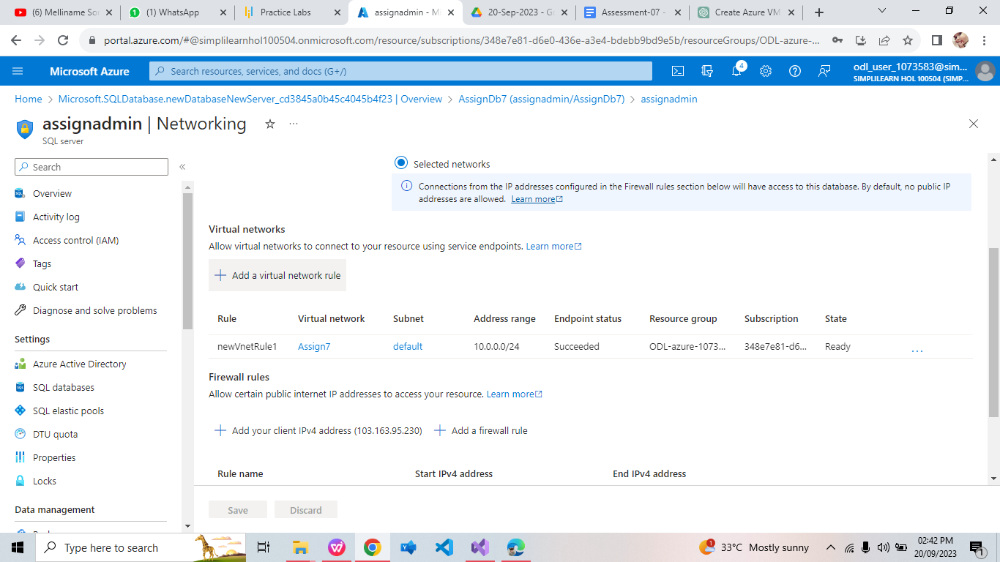 (6) Melliname So
(1) WhatsApp
Practice Labs
assignadmin - Mi
20-Sep-2023 - G
Assessment-07 -
Create Azure VM
portal.azure.com/#@simplilearnhol100504.onmicrosoft.com/resource/subscriptions/348e7e81-d6e0-436e-a3e4-bdebb9bd9e5b/resourceGroups/ODL-azure-...
Microsoft Azure
Search resources, services, and docs (G+/)
4
odl_user_1073583@sim...
SIMPLILEARN HOL 100504 (SIMP...
Home > Microsoft.SQLDatabase.newDatabaseNewServer_cd3845a0b45c4045b4f23 | Overview > AssignDb7 (assignadmin/AssignDb7) > assignadmin
assignadmin | Networking
SQL server
Search
Overview
Activity log
Access control (IAM)
Tags
Quick start
Diagnose and solve problems
Settings
Azure Active Directory
SQL databases
SQL elastic pools
DTU quota
Properties
Locks
Data management
Selected networks
Connections from the IP addresses configured in the Firewall rules section below will have access to this database. By default, no public IP
addresses are allowed. Learn more
Virtual networks
Allow virtual networks to connect to your resource using service endpoints. Learn more
Add a virtual network rule
Rule Virtual network Subnet Address range Endpoint status Resource group Subscription State
newVnetRule1 Assign7 default 10.0.0.0/24 Succeeded ODL-azure-1073... 348e7e81-d6... Ready ...
Firewall rules
Allow certain public internet IP addresses to access your resource. Learn more
Add your client IPv4 address (103.163.95.230) Add a firewall rule
Rule name Start IPv4 address End IPv4 address
Save Discard
Type here to search
1
33°C Mostly sunny
02:42 PM
20/09/2023
1